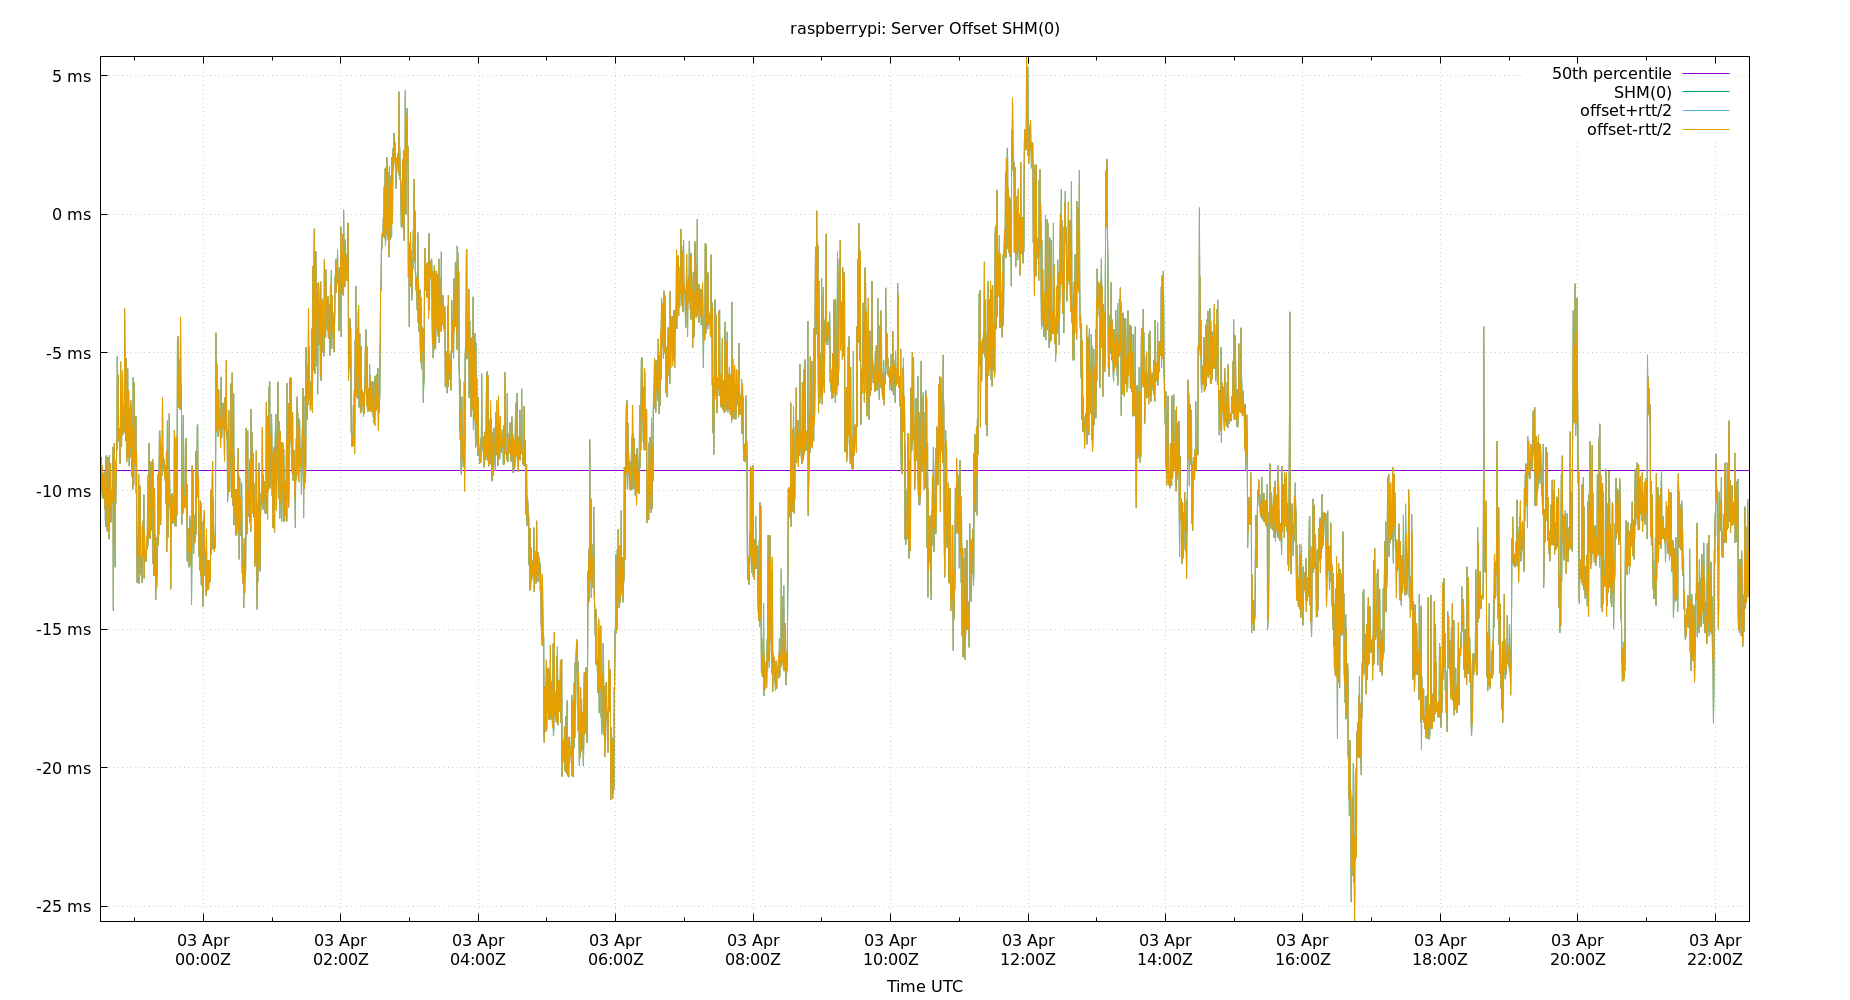 raspberrypi: Server Offset SHM(0)
50th percentile
SHM(0)
offset+rtt/2
offset-rtt/2
5 ms
0 ms
-5 ms
-10 ms
-15 ms
-20 ms
-25 ms
03 Apr 03 Apr 03 Apr 03 Apr 03 Apr 03 Apr 03 Apr 03 Apr 03 Apr 03 Apr 03 Apr 03 Apr
00:00Z 02:00Z 04:00Z 06:00Z 08:00Z 10:00Z 12:00Z 14:00Z 16:00Z 18:00Z 20:00Z 22:00Z
Time UTC